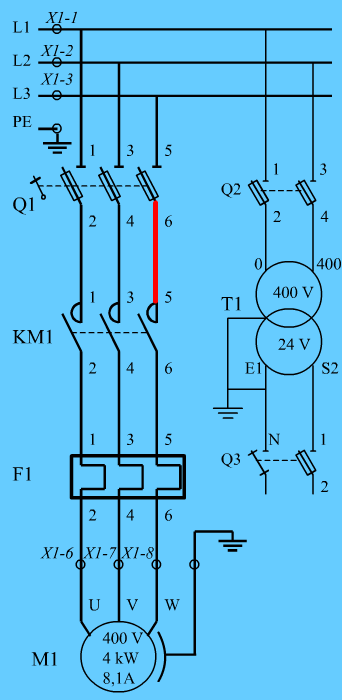 X1-1
L1
X1-2
L2
X1-3
L3
PE
1 3 5
1 3
Q1
Q2
2 4 6
2 4
0 400
400 V
T1
1 3 5
KM1
24 V
2 4 6
E1 S2
1 3 5
N 1
Q3
F1
2
2 4 6
X1-6 X1-7 X1-8
U V W
400 V
M1
4 kW
8,1A